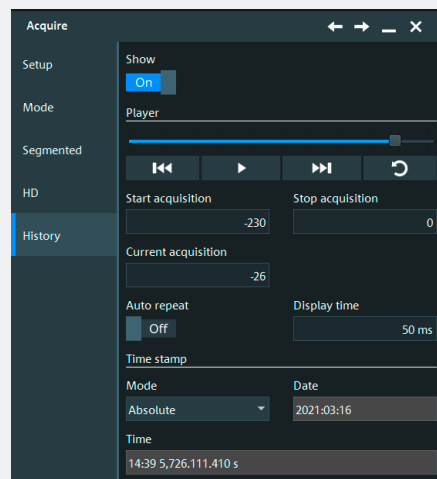 Acquire
Setup
Mode
Segmented
HD
History
Show
On
Player
Start acquisition
Stop acquisition
-230
0
Current acquisition
-26
Auto repeat
Display time
Off
50 ms
Time stamp
Mode
Date
Absolute
2021:03:16
Time
14:39 5,726.111.410 s